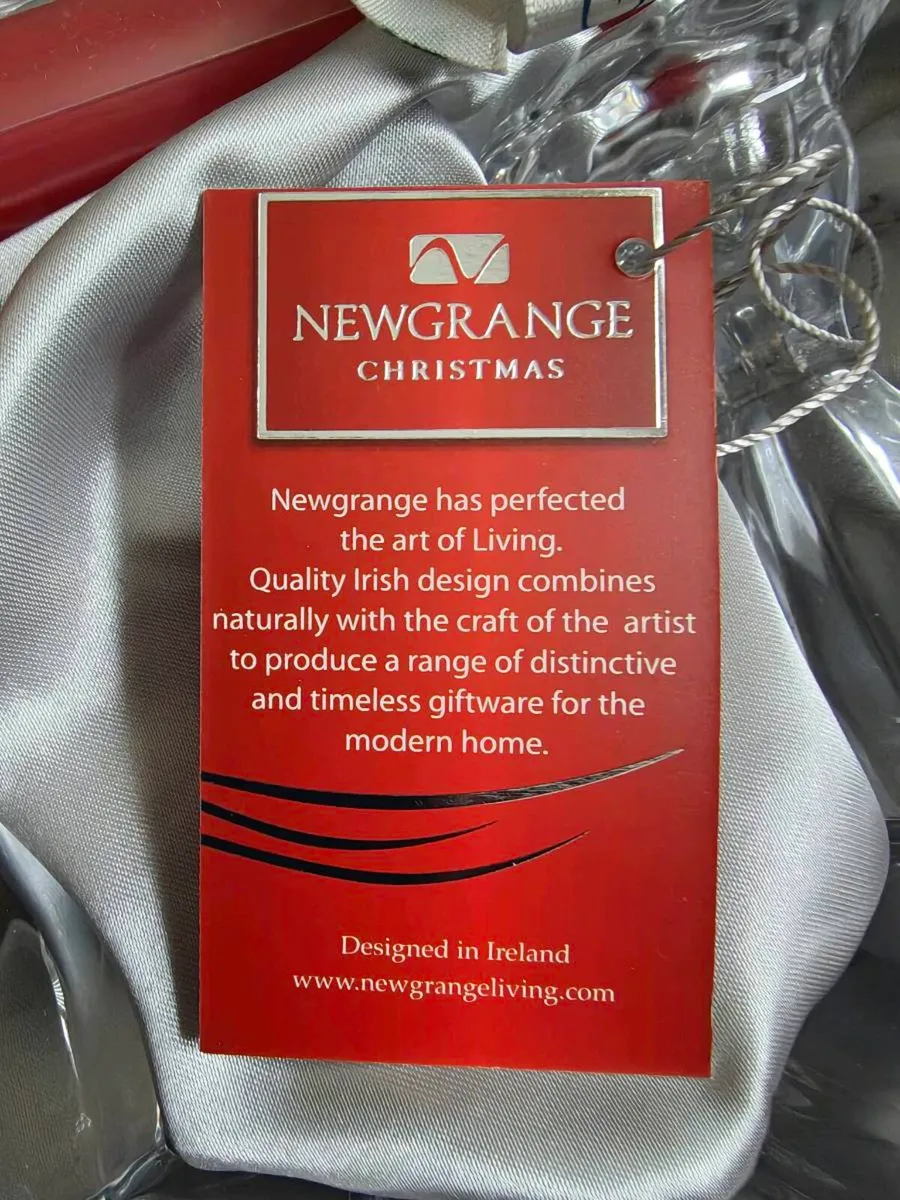 NEWGRANGE
CHRISTMAS
Newgrange has perfected
the art of Living.
Quality Irish design combines
naturally with the craft of the artist
to produce a range of distinctive
and timeless giftware for the
modern home.
Designed in Ireland
www.newgrangeliving.com